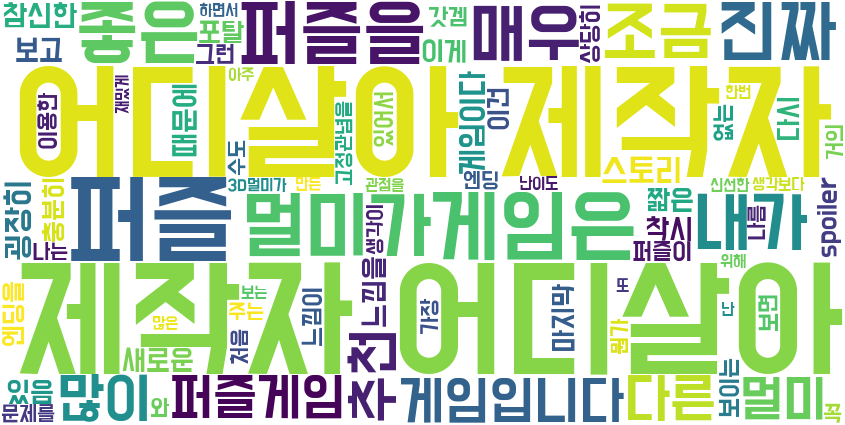 참신한
좋은
퍼즐을
매우
조금
진짜
갓겜
포탈
보고
그런
이게
상당히
하면서
어디살아
제작자
아주
재밌게
이용한
때문에
있어서
게임이다
이건
한번
없는
다시
거의
수도
고정관념을
스토리
3D멀미가
만든
관점을
엔딩
난이도
신선한
생각보다
굉장히
충분히
나는
퍼즐
멀미가
게임은
짧은
착시
퍼즐이
내가
나름
spoiler
생각이
느낌을
위해
제작자
어디살아
엔딩을
보는
많은
주는
처음
느낌이
새로운
가장
마지막
또
뭔가
다
보면
추천
있음
문제를
많이
와
퍼즐게임
게임입니다
다른
보이는
멀미
꼭